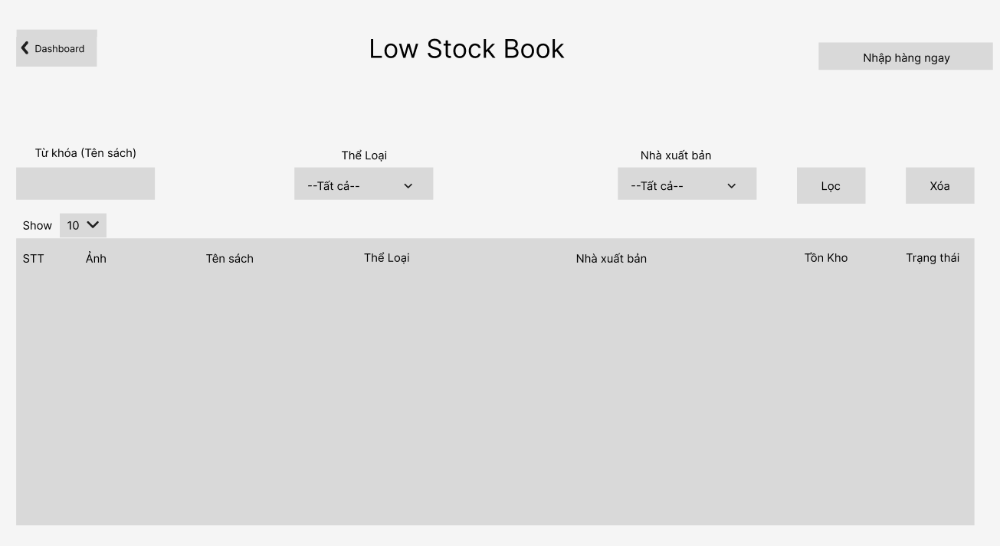 Dashboard
Low Stock Book
Nhập hàng ngay
Từ khóa (Tên sách)
Thể Loại
Nhà xuất bản
--Tất cả--
--Tất cả--
Lọc
Xóa
Show 10
STT Ảnh Tên sách Thể Loại Nhà xuất bản Tồn Kho Trạng thái